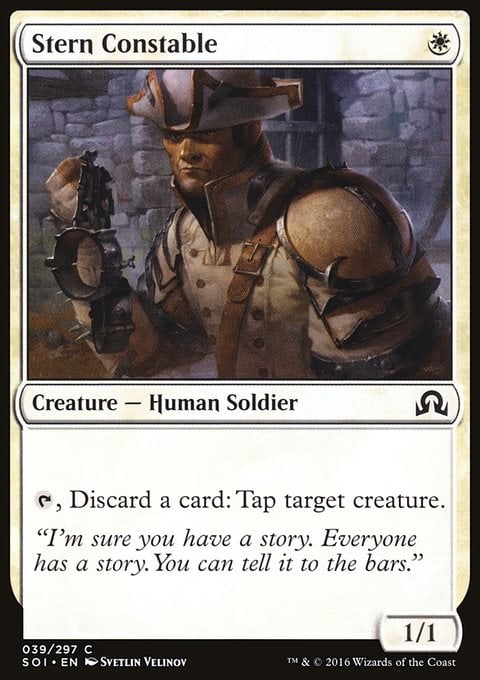 Stern Constable
Creature — Human Soldier
, Discard a card: Tap target creature.
“I’m sure you have a story. Everyone
has a story. You can tell it to the bars.”
1/1
039/297 C
SOI • EN Svetlin Velinov
™ & © 2016 Wizards of the Coast